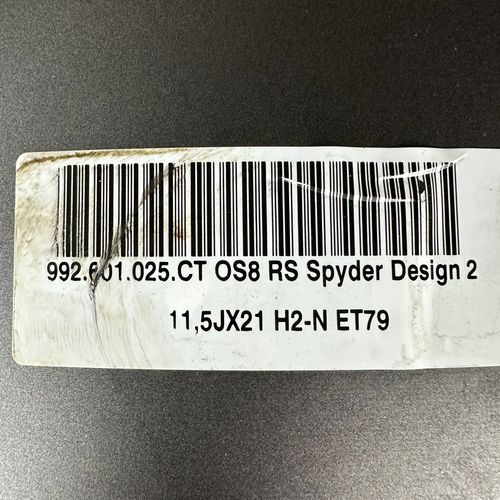 992.601.025.CT OS8 RS Spyder Design 2
11,5JX21 H2-N ET79